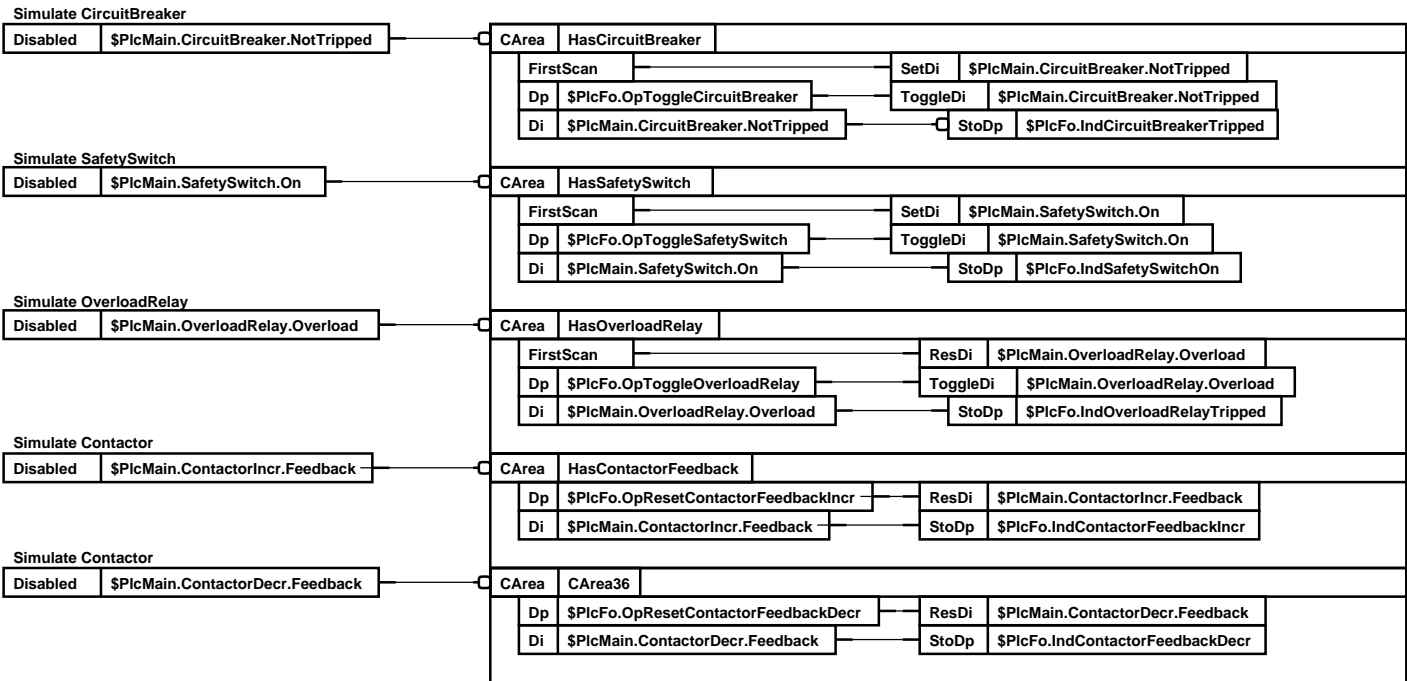 Simulate CircuitBreaker
Disabled $PlcMain.CircuitBreaker.NotTripped CArea HasCircuitBreaker
FirstScan SetDi $PlcMain.CircuitBreaker.NotTripped
Dp $PlcFo.OpToggleCircuitBreaker ToggleDi $PlcMain.CircuitBreaker.NotTripped
Di $PlcMain.CircuitBreaker.NotTripped StoDp $PlcFo.IndCircuitBreakerTripped
Simulate SafetySwitch
Disabled $PlcMain.SafetySwitch.On CArea HasSafetySwitch
FirstScan SetDi $PlcMain.SafetySwitch.On
Dp $PlcFo.OpToggleSafetySwitch ToggleDi $PlcMain.SafetySwitch.On
Di $PlcMain.SafetySwitch.On StoDp $PlcFo.IndSafetySwitchOn
Simulate OverloadRelay
Disabled $PlcMain.OverloadRelay.Overload CArea HasOverloadRelay
FirstScan ResDi $PlcMain.OverloadRelay.Overload
Dp $PlcFo.OpToggleOverloadRelay ToggleDi $PlcMain.OverloadRelay.Overload
Di $PlcMain.OverloadRelay.Overload StoDp $PlcFo.IndOverloadRelayTripped
Simulate Contactor
Disabled $PlcMain.ContactorIncr.Feedback CArea HasContactorFeedback
Dp $PlcFo.OpResetContactorFeedbackIncr ResDi $PlcMain.ContactorIncr.Feedback
Di $PlcMain.ContactorIncr.Feedback StoDp $PlcFo.IndContactorFeedbackIncr
Simulate Contactor
Disabled $PlcMain.ContactorDecr.Feedback CArea CArea36
Dp $PlcFo.OpResetContactorFeedbackDecr ResDi $PlcMain.ContactorDecr.Feedback
Di $PlcMain.ContactorDecr.Feedback StoDp $PlcFo.IndContactorFeedbackDecr